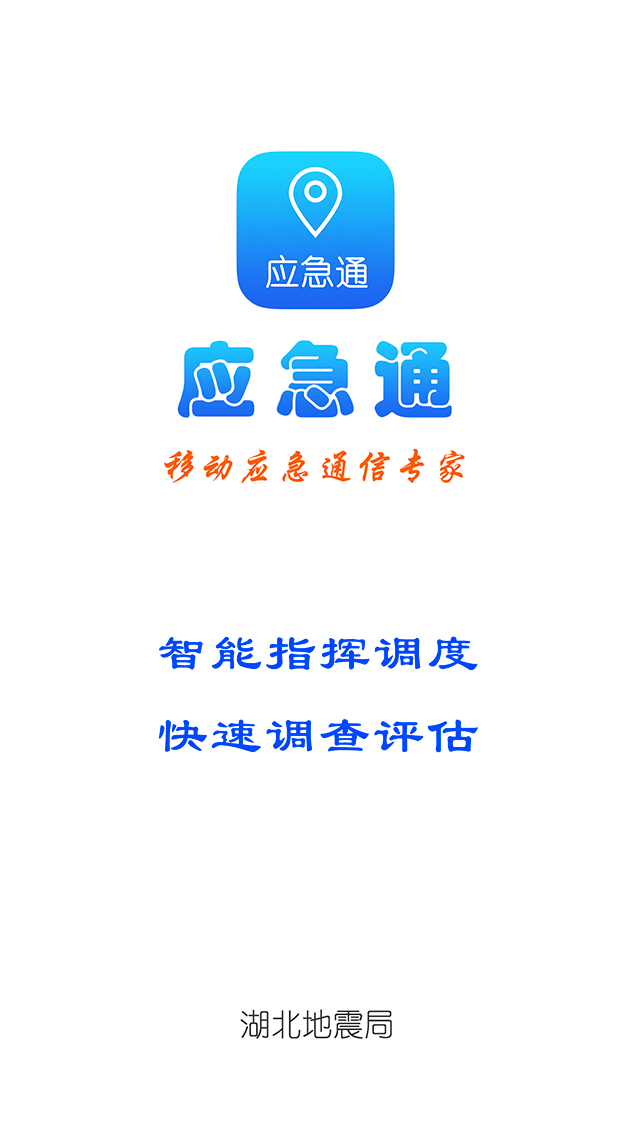 应急通
应急通
移动应急通信专家
智能指挥调度
快速调查评估
湖北地震局